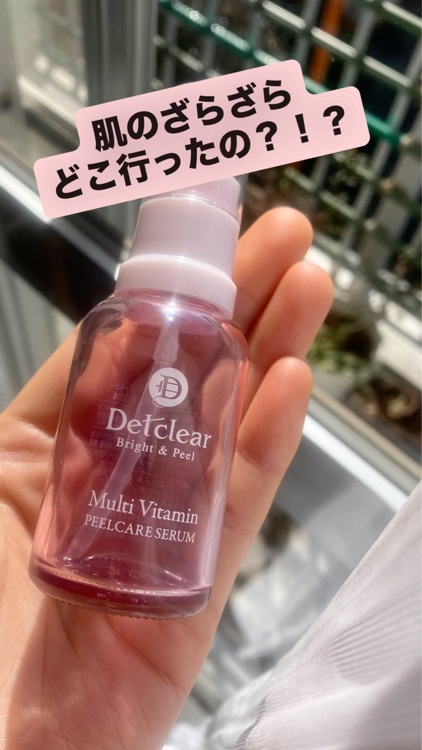 肌のざらざら
どこ行ったの？！？
D
Detclear
Bright & Peel
Multi Vitamin
PEELCARE SERUM